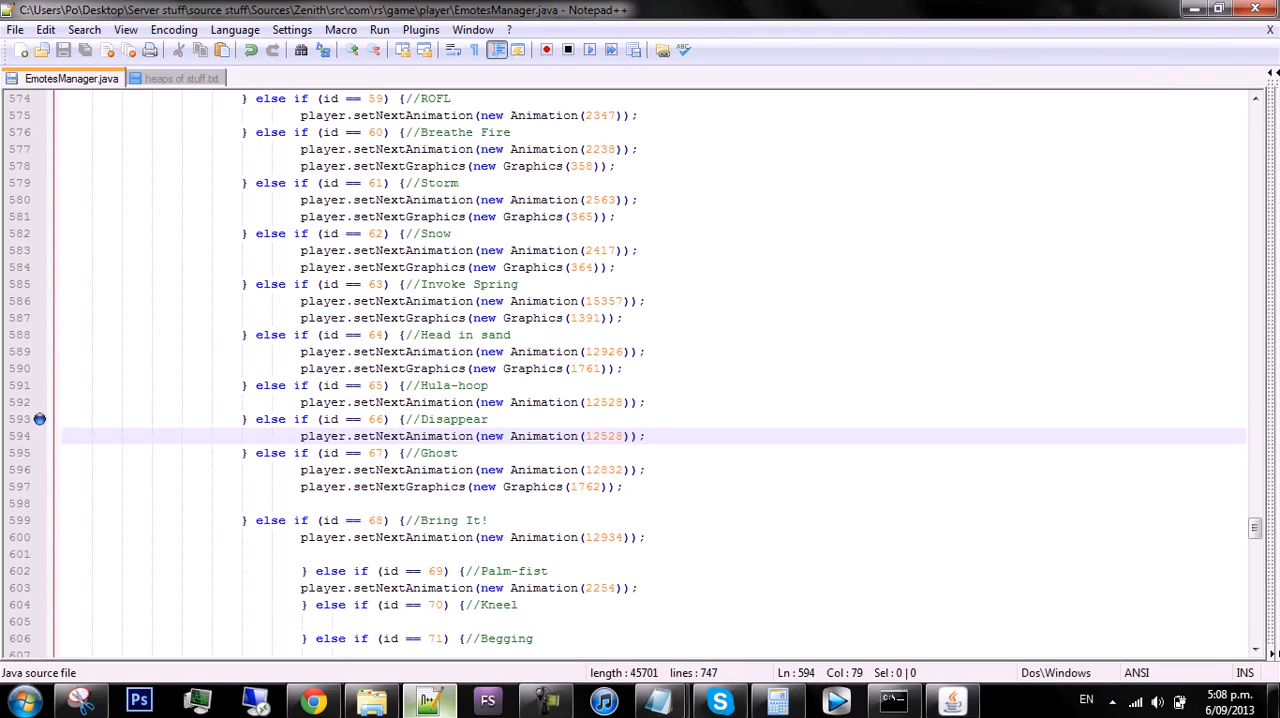 C:\Users\Po\Desktop\Server stuff\source stuff\Sources\Zenith\src\com\rs\game\player\EmotesManager.java - Notepad++
File Edit Search View Encoding Language Settings Macro Run Plugins Window ? X
EmotesManager.java heaps of stuff.txt
574 } else if (id == 59) {//ROFL
575 player.setNextAnimation(new Animation(2347));
576 } else if (id == 60) {//Breathe Fire
577 player.setNextAnimation(new Animation(2238));
578 player.setNextGraphics(new Graphics(358));
579 } else if (id == 61) {//Storm
580 player.setNextAnimation(new Animation(2563));
581 player.setNextGraphics(new Graphics(365));
582 } else if (id == 62) {//Snow
583 player.setNextAnimation(new Animation(2417));
584 player.setNextGraphics(new Graphics(364));
585 } else if (id == 63) {//Invoke Spring
586 player.setNextAnimation(new Animation(15357));
587 player.setNextGraphics(new Graphics(1391));
588 } else if (id == 64) {//Head in sand
589 player.setNextAnimation(new Animation(12926));
590 player.setNextGraphics(new Graphics(1761));
591 } else if (id == 65) {//Hula-hoop
592 player.setNextAnimation(new Animation(12528));
593 } else if (id == 66) {//Disappear
594 player.setNextAnimation(new Animation(12528));
595 } else if (id == 67) {//Ghost
596 player.setNextAnimation(new Animation(12832));
597 player.setNextGraphics(new Graphics(1762));
598
599 } else if (id == 68) {//Bring It!
600 player.setNextAnimation(new Animation(12934));
601
602 } else if (id == 69) {//Palm-fist
603 player.setNextAnimation(new Animation(2254));
604 } else if (id == 70) {//Kneel
605
606 } else if (id == 71) {//Begging
607
Java source file length : 45701 lines : 747 Ln : 594 Col : 79 Sel : 0 | 0 Dos\Windows ANSI INS
Ps n++ FS EN 5:08 p.m.
6/09/2013